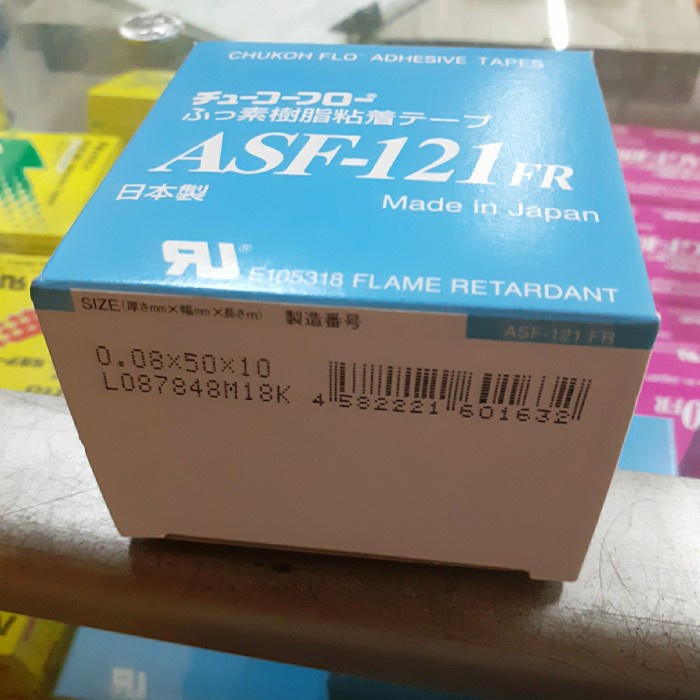 CHUKOH FLO ADHESIVE TAPES
チューコーフロー®
ふっ素樹脂粘着テープ
ASF-121 FR
日本製
Made in Japan
RU® E105318 FLAME RETARDANT
SIZE(厚さmm×幅mm×長さm) 製造番号
ASF-121 FR
0.08×50×10
L087848M18K
4 582221 601632